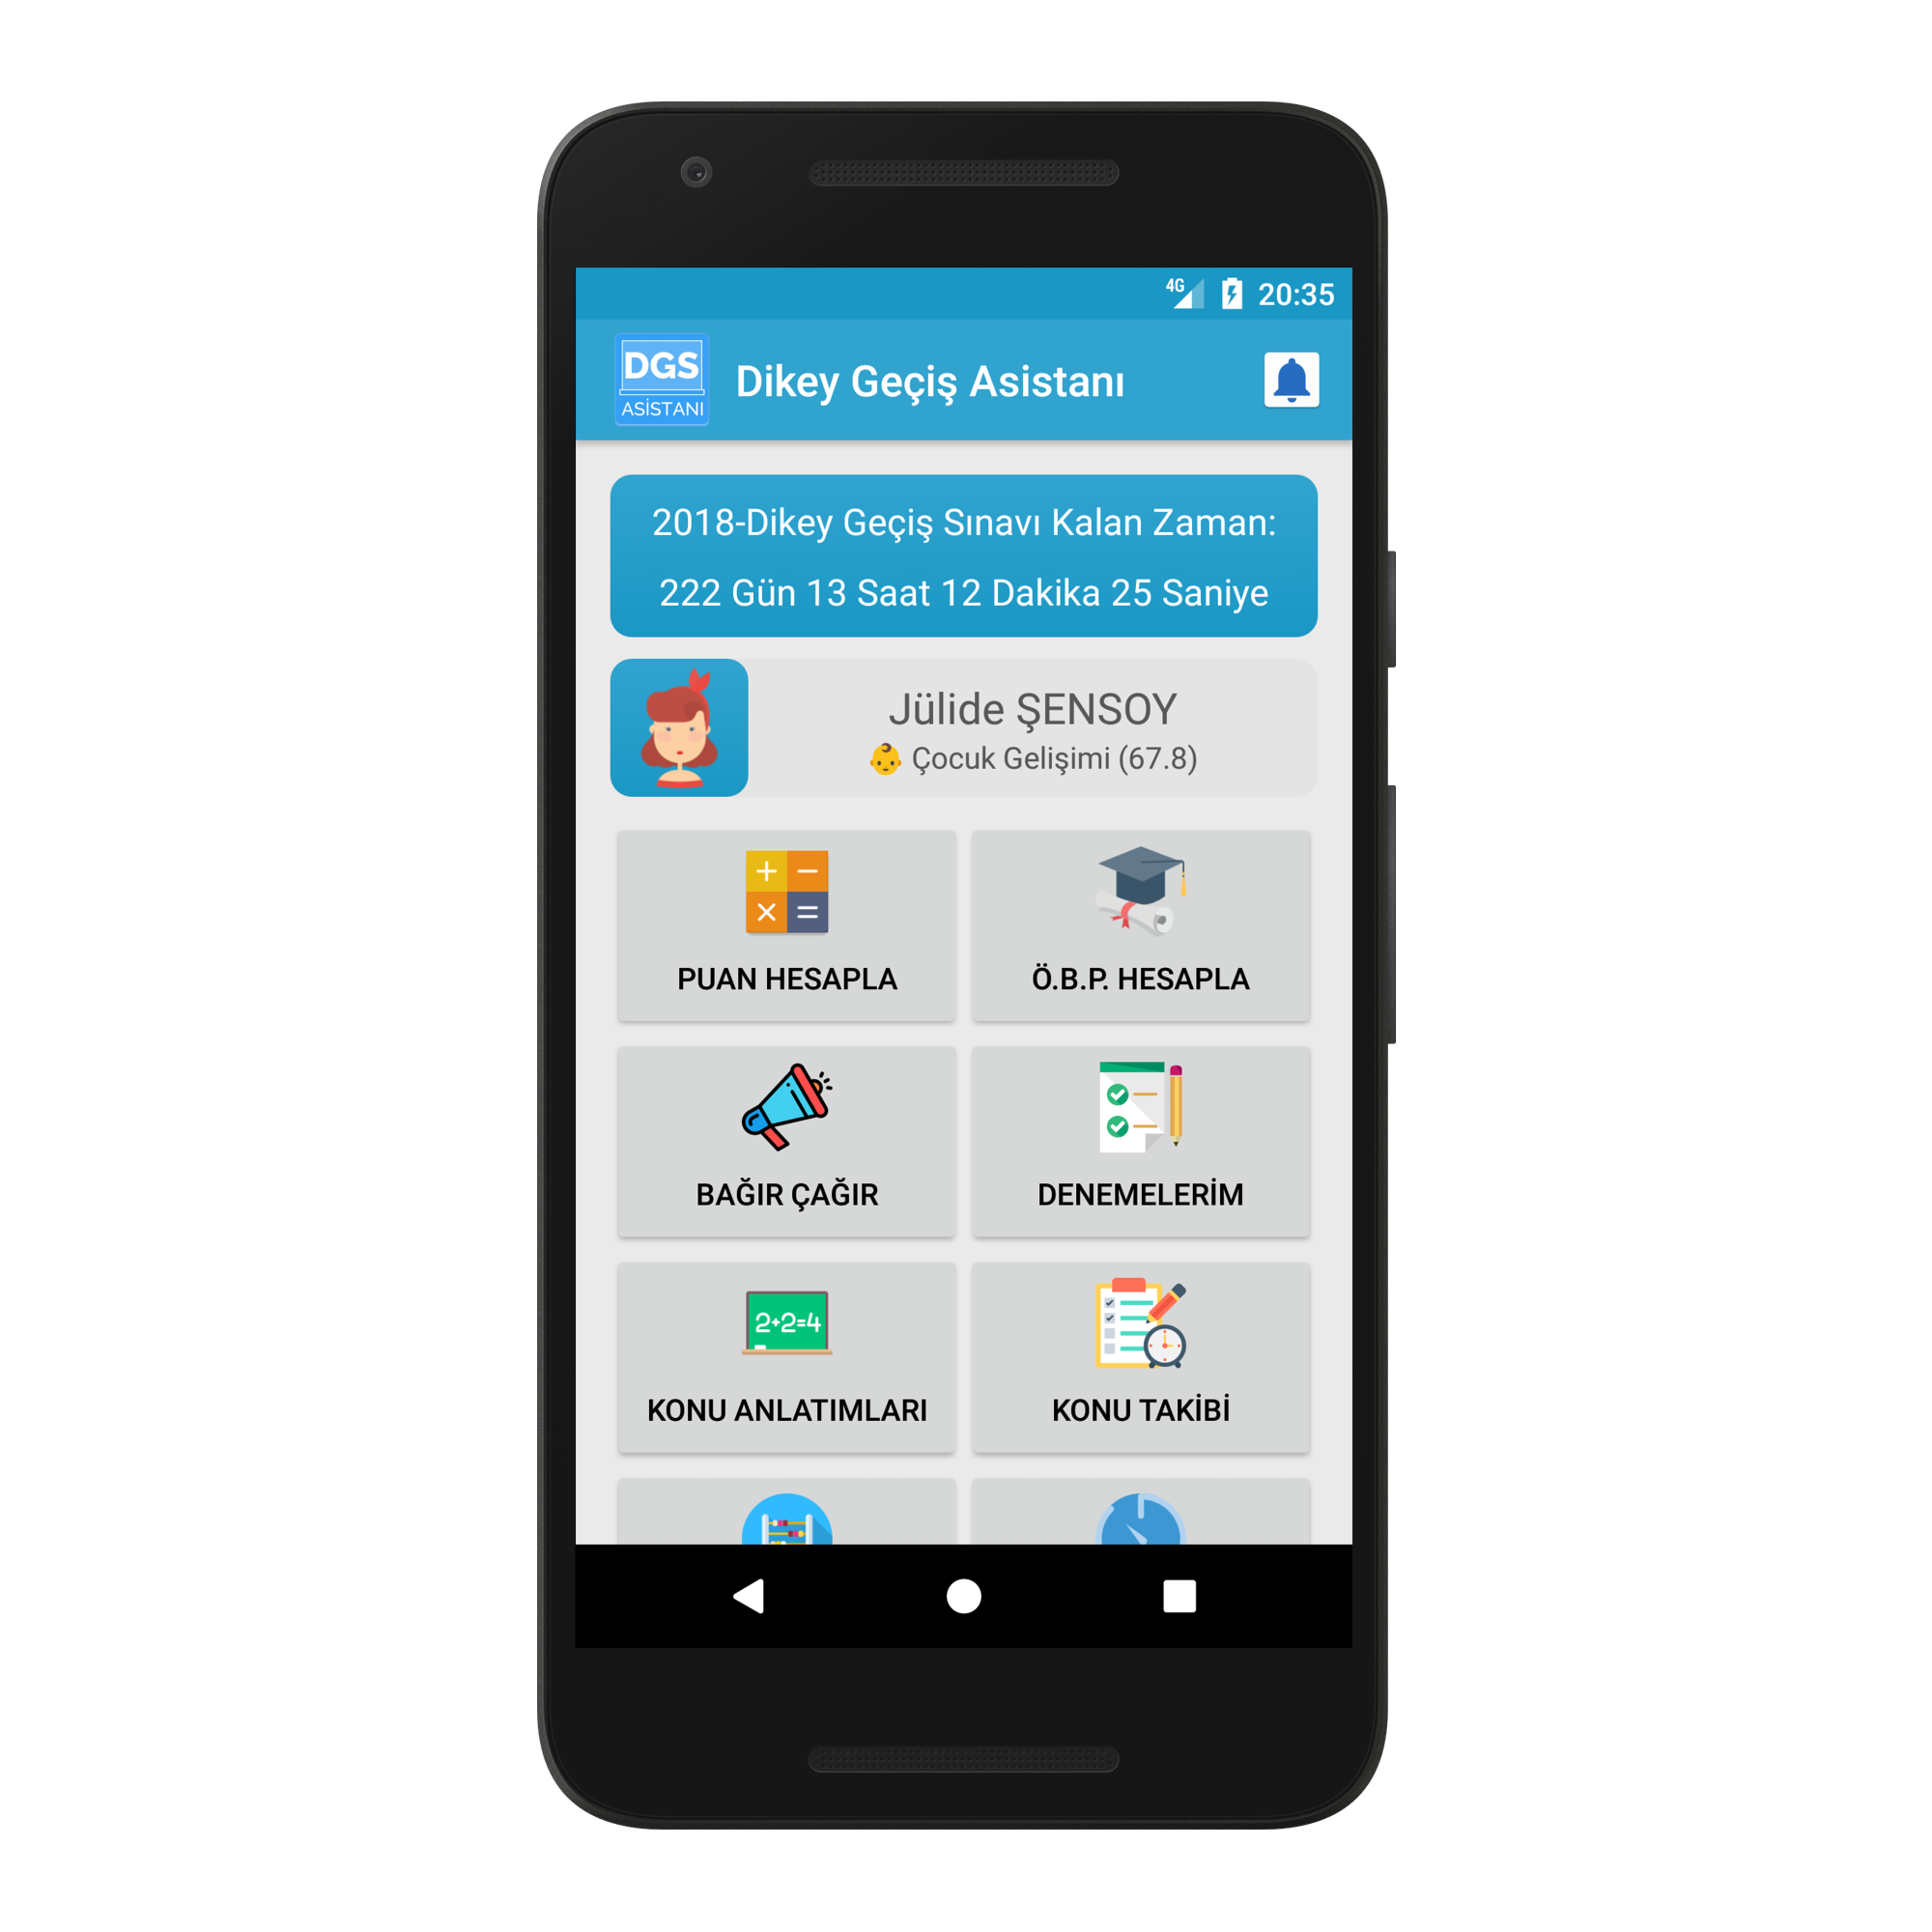 4G 20:35
DGS
ASİSTANI
Dikey Geçiş Asistanı
2018-Dikey Geçiş Sınavı Kalan Zaman:
222 Gün 13 Saat 12 Dakika 25 Saniye
Jülide ŞENSOY
👶 Çocuk Gelişimi (67.8)
PUAN HESAPLA
Ö.B.P. HESAPLA
BAĞIR ÇAĞIR
DENEMELERİM
2+2=4
KONU ANLATIMLARI
KONU TAKİBİ